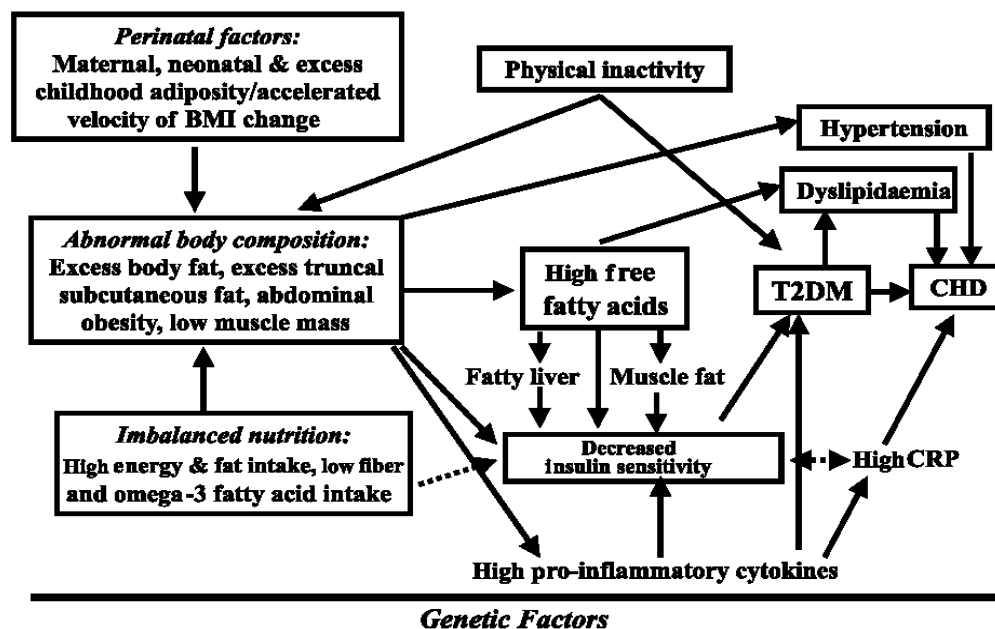 Perinatal factors:
Maternal, neonatal & excess
childhood adiposity/accelerated
velocity of BMI change
Physical inactivity
Hypertension
Dyslipidaemia
Abnormal body composition:
Excess body fat, excess truncal
subcutaneous fat, abdominal
obesity, low muscle mass
High free
fatty acids
T2DM
CHD
Fatty liver
Muscle fat
Imbalanced nutrition:
High energy & fat intake, low fiber
and omega-3 fatty acid intake
Decreased
insulin sensitivity
High CRP
High pro-inflammatory cytokines
Genetic Factors